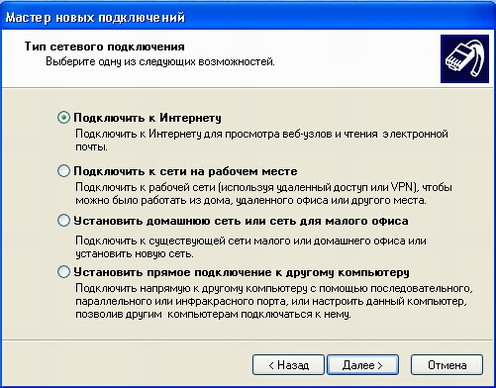 Мастер новых подключений
Тип сетевого подключения
Выберите одну из следующих возможностей.
Подключить к Интернету
Подключить к Интернету для просмотра веб-узлов и чтения электронной
почты.
Подключить к сети на рабочем месте
Подключить к рабочей сети (используя удаленный доступ или VPN), чтобы
можно было работать из дома, удаленного офиса или другого места.
Установить домашнюю сеть или сеть для малого офиса
Подключить к существующей сети малого или домашнего офиса или
установить новую сеть.
Установить прямое подключение к другому компьютеру
Подключить напрямую к другому компьютеру с помощью последовательного,
параллельного или инфракрасного порта, или настроить данный компьютер,
позволив другим компьютерам подключаться к нему.
< Назад Далее > Отмена